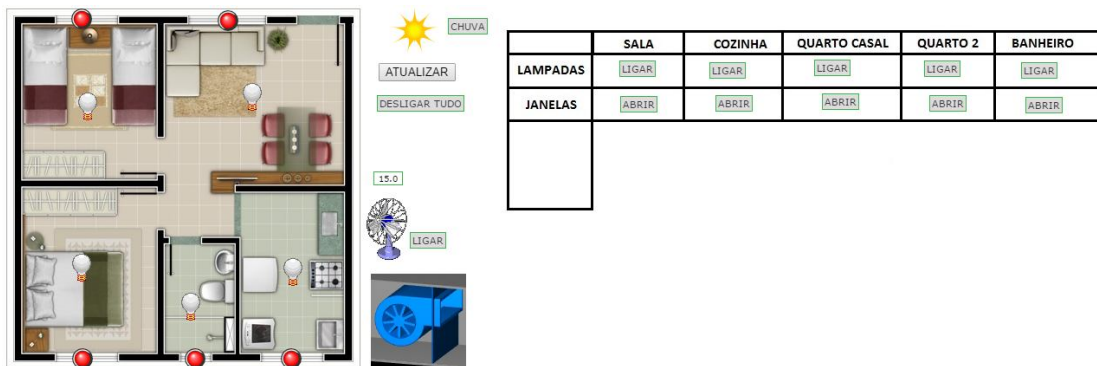 CHUVA
ATUALIZAR
DESLIGAR TUDO
15.0
LIGAR
SALA COZINHA QUARTO CASAL QUARTO 2 BANHEIRO
LAMPADAS LIGAR LIGAR LIGAR LIGAR LIGAR
JANELAS ABRIR ABRIR ABRIR ABRIR ABRIR